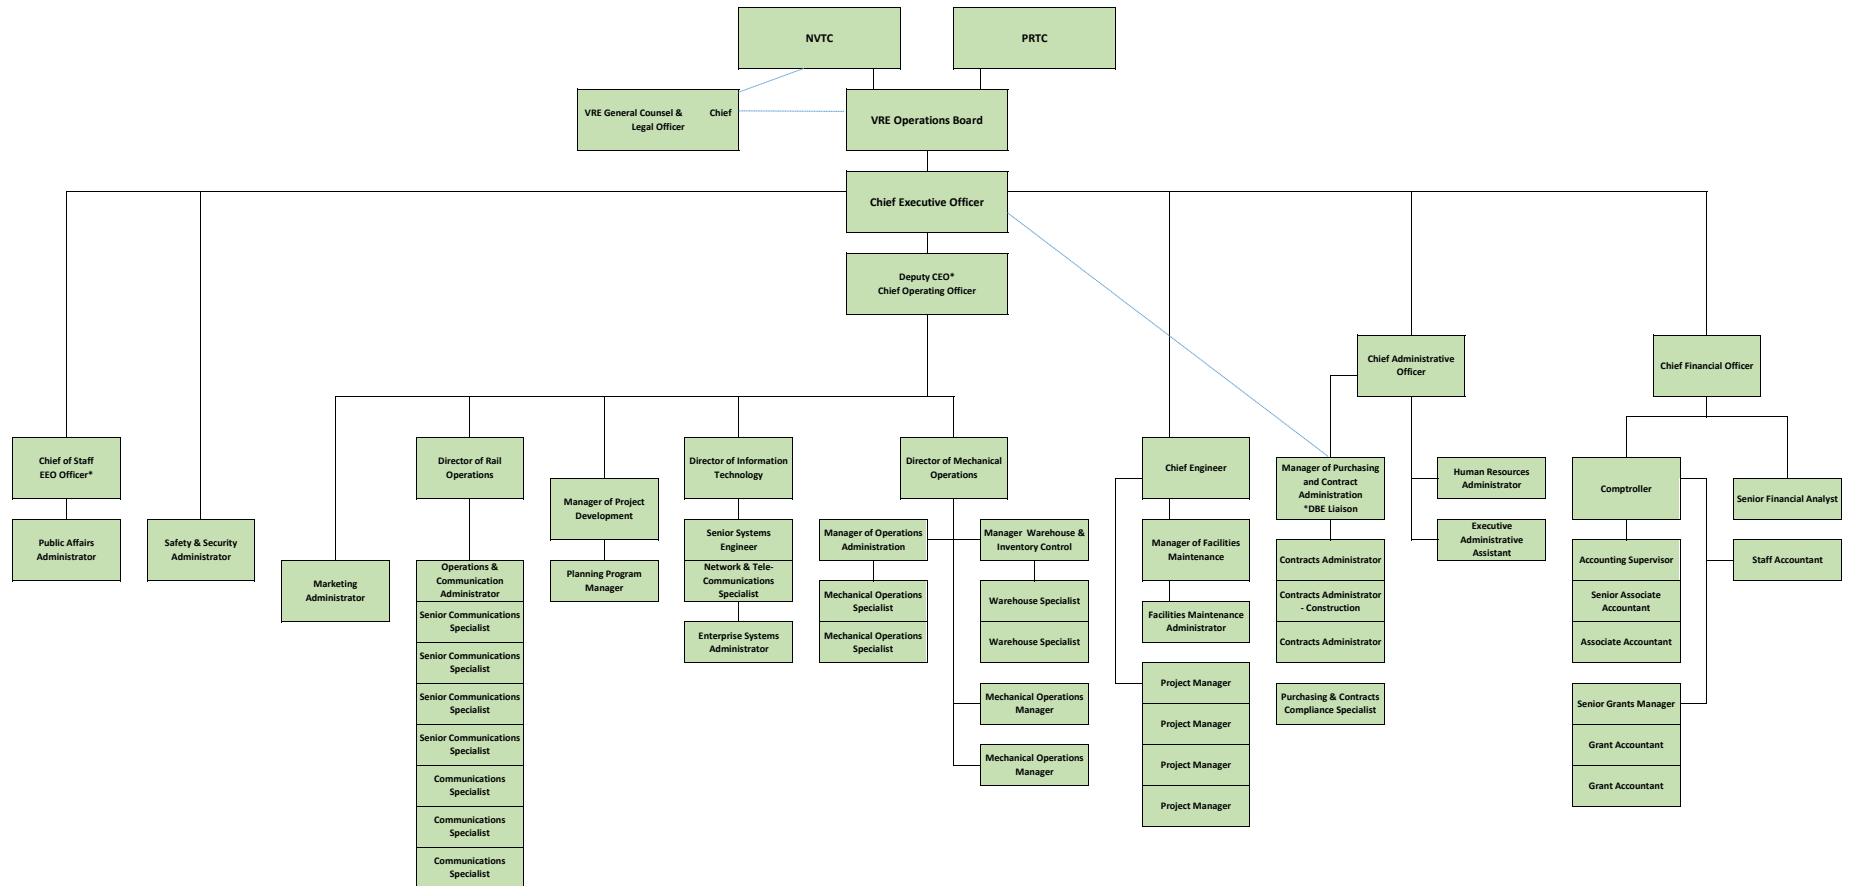 NVTC
PRTC
VRE General Counsel & Chief
Legal Officer
VRE Operations Board
Chief Executive Officer
Deputy CEO*
Chief Operating Officer
Chief Administrative
Officer
Chief Financial Officer
Chief of Staff
EEO Officer*
Public Affairs
Administrator
Safety & Security
Administrator
Marketing
Administrator
Director of Rail
Operations
Operations &
Communication
Administrator
Senior Communications
Specialist
Senior Communications
Specialist
Senior Communications
Specialist
Senior Communications
Specialist
Communications
Specialist
Communications
Specialist
Communications
Specialist
Manager of Project
Development
Planning Program
Manager
Director of Information
Technology
Senior Systems
Engineer
Network & Tele-
Communications
Specialist
Enterprise Systems
Administrator
Director of Mechanical
Operations
Manager of Operations
Administration
Mechanical Operations
Specialist
Mechanical Operations
Specialist
Manager Warehouse &
Inventory Control
Warehouse Specialist
Warehouse Specialist
Mechanical Operations
Manager
Mechanical Operations
Manager
Chief Engineer
Manager of Facilities
Maintenance
Facilities Maintenance
Administrator
Project Manager
Project Manager
Project Manager
Project Manager
Manager of Purchasing
and Contract
Administration
*DBE Liaison
Contracts Administrator
Contracts Administrator
- Construction
Contracts Administrator
Purchasing & Contracts
Compliance Specialist
Human Resources
Administrator
Executive
Administrative
Assistant
Comptroller
Accounting Supervisor
Senior Associate
Accountant
Associate Accountant
Senior Grants Manager
Grant Accountant
Grant Accountant
Senior Financial Analyst
Staff Accountant